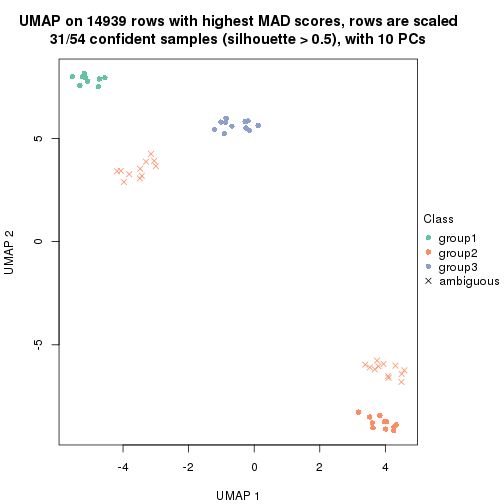 UMAP on 14939 rows with highest MAD scores, rows are scaled
31/54 confident samples (silhouette > 0.5), with 10 PCs
5
0
-5
UMAP 2
-4
-2
0
2
4
UMAP 1
Class
group1
group2
group3
ambiguous